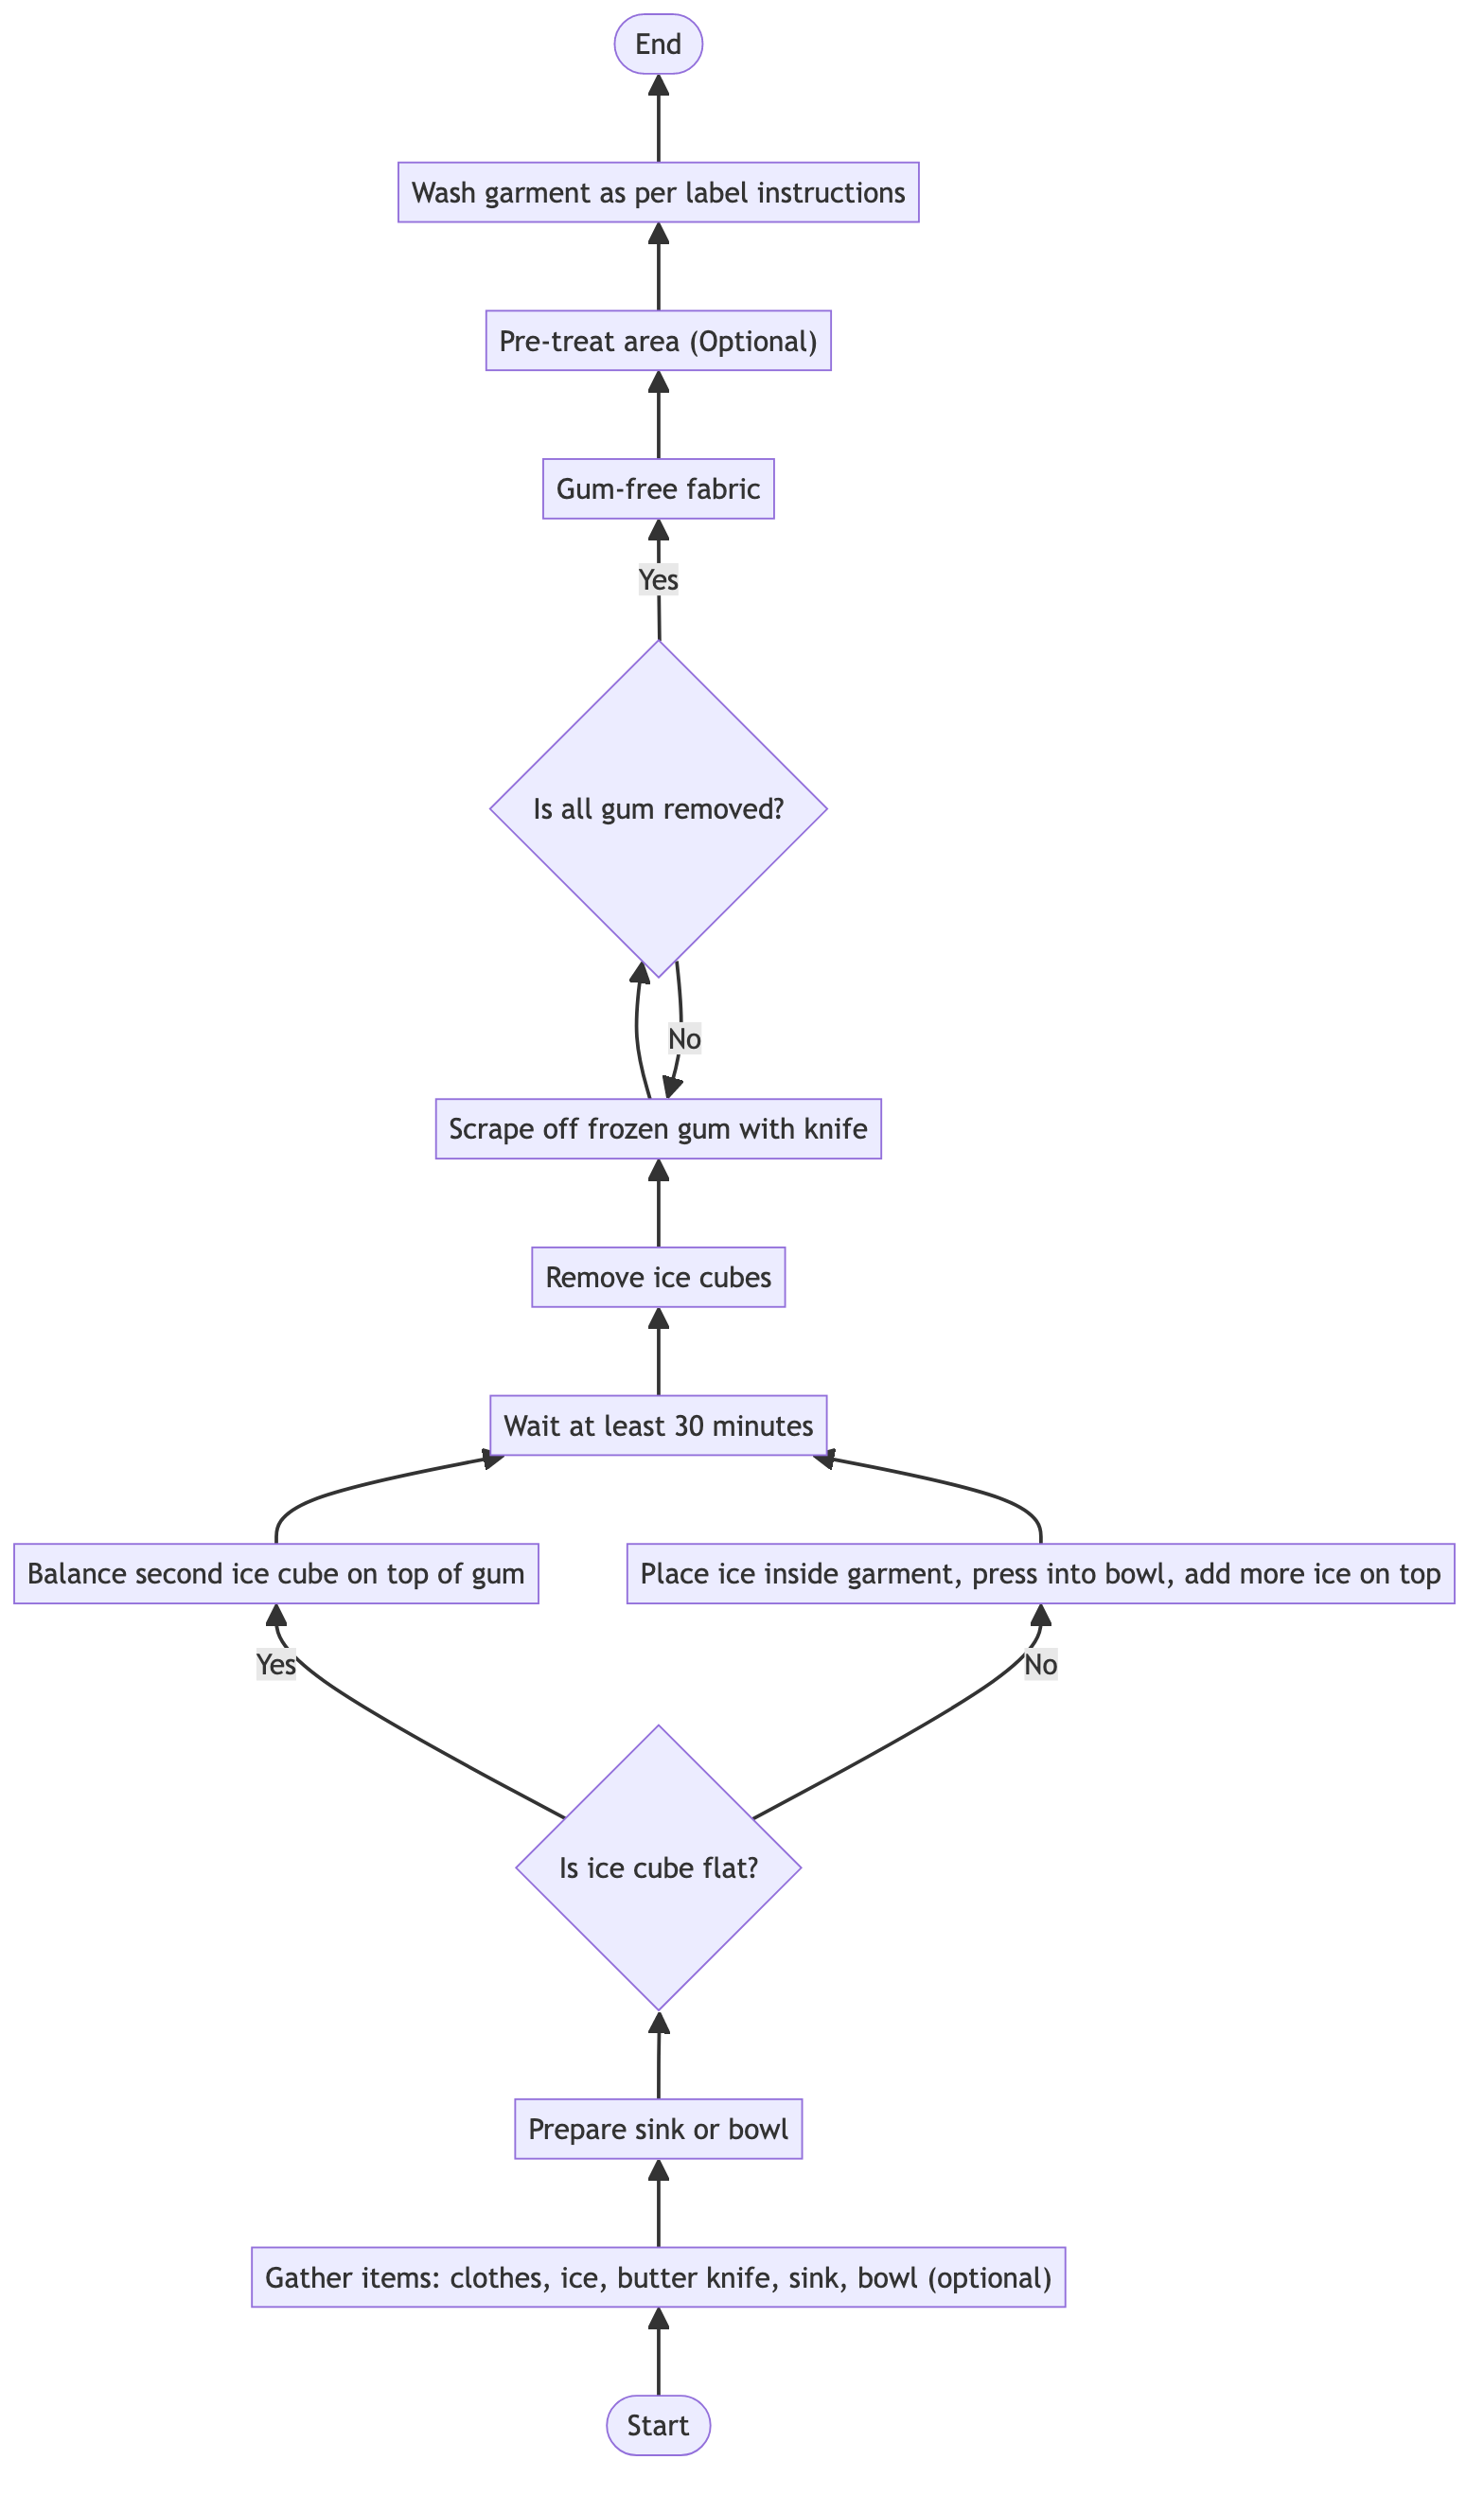 End
Wash garment as per label instructions
Pre-treat area (Optional)
Gum-free fabric
Yes
Is all gum removed?
No
Scrape off frozen gum with knife
Remove ice cubes
Wait at least 30 minutes
Balance second ice cube on top of gum
Place ice inside garment, press into bowl, add more ice on top
Yes
No
Is ice cube flat?
Prepare sink or bowl
Gather items: clothes, ice, butter knife, sink, bowl (optional)
Start